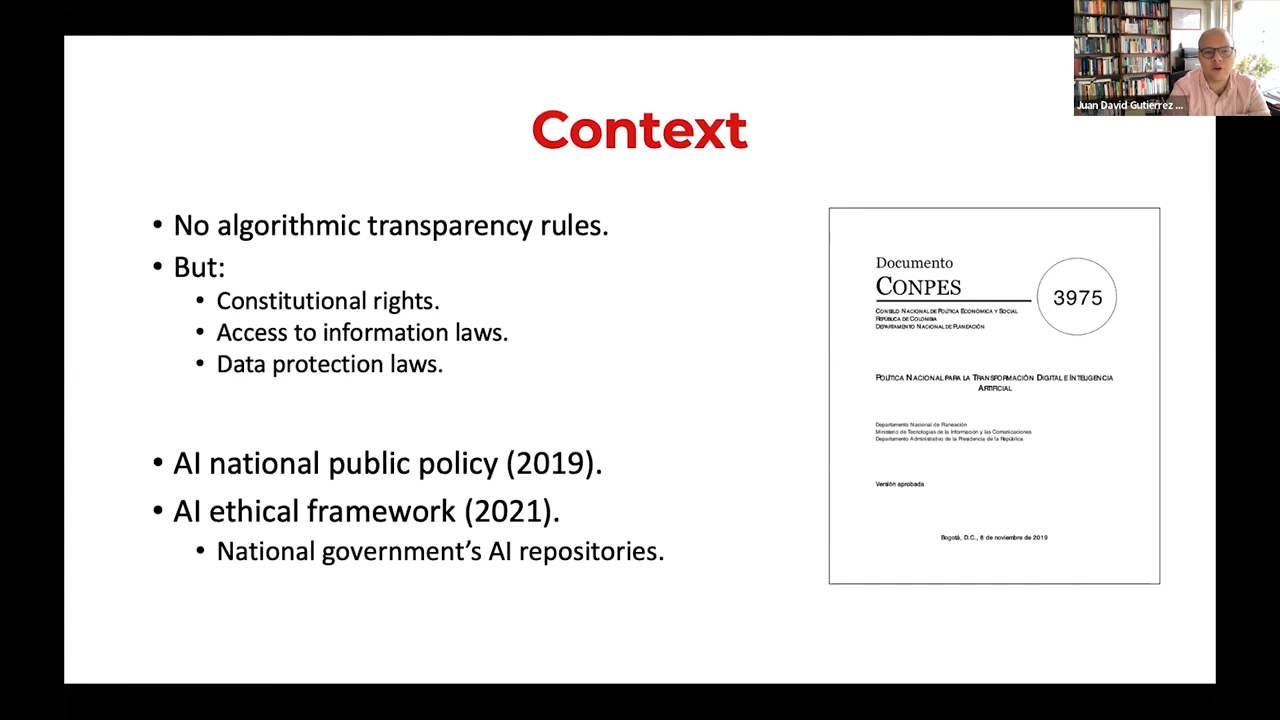 Juan David Gutierrez ...
Context
• No algorithmic transparency rules.
• But:
• Constitutional rights.
• Access to information laws.
• Data protection laws.
• AI national public policy (2019).
• AI ethical framework (2021).
• National government’s AI repositories.
Documento
CONPES
3975
CONSEJO NACIONAL DE POLÍTICA ECONÓMICA Y SOCIAL
REPÚBLICA DE COLOMBIA
DEPARTAMENTO NACIONAL DE PLANEACIÓN
POLÍTICA NACIONAL PARA LA TRANSFORMACIÓN DIGITAL E INTELIGENCIA
ARTIFICIAL
Departamento Nacional de Planeación
Ministerio de Tecnologías de la Información y las Comunicaciones
Departamento Administrativo de la Presidencia de la República
Versión aprobada
Bogotá, D.C., 8 de noviembre de 2019